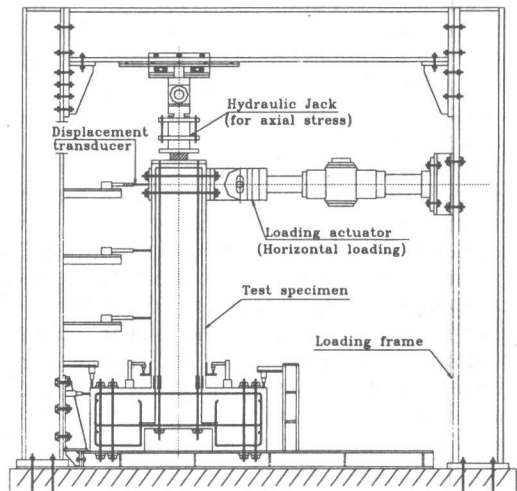 Hydraulic Jack
(for axial stress)
Displacement
transducer
Loading actuator
(Horizontal loading)
Test specimen
Loading frame